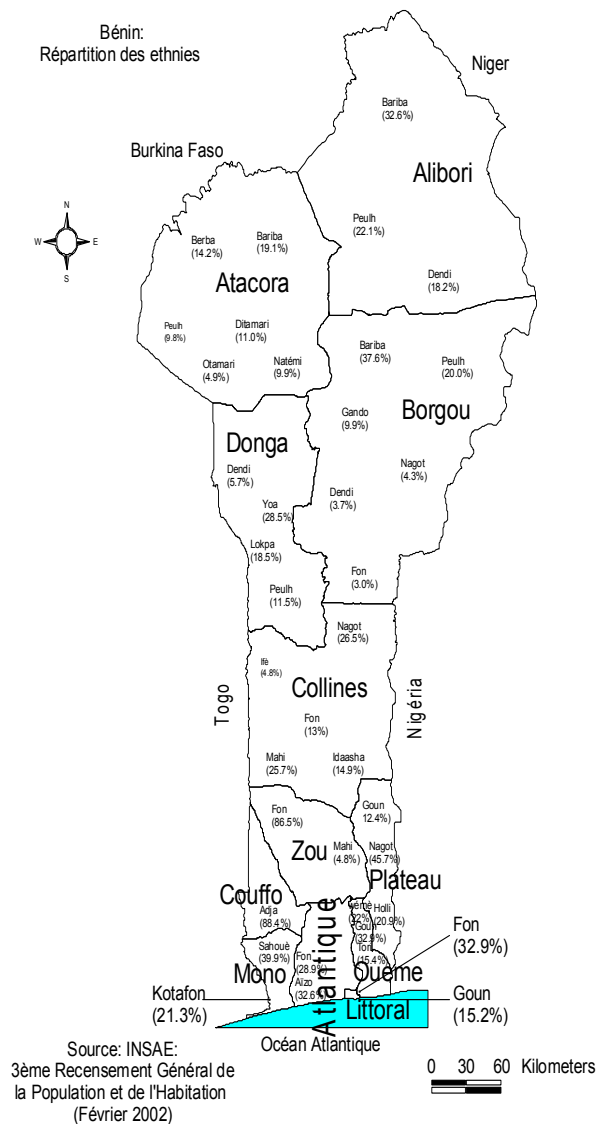 Bénin:
Répartition des ethnies
Niger
Bariba
(32.6%)
Burkina Faso
Alibori
N
W
E
S
Peulh
(22.1%)
Berba
(14.2%)
Bariba
(19.1%)
Dendi
(18.2%)
Atacora
Peulh
(9.8%)
Ditamari
(11.0%)
Otamari
(4.9%)
Natémi
(9.9%)
Bariba
(37.6%)
Peulh
(20.0%)
Gando
(9.9%)
Borgou
Donga
Dendi
(5.7%)
Nagot
(4.3%)
Yoa
(28.5%)
Dendi
(3.7%)
Lokpa
(18.5%)
Peulh
(11.5%)
Fon
(3.0%)
Nagot
(26.5%)
Ifè
(4.8%)
Collines
Togo
Nigéria
Fon
(13%)
Mahi
(25.7%)
Idaasha
(14.9%)
Fon
(86.5%)
Goun
12.4%)
Zou
Mahi
(4.8%)
Nagot
(45.7%)
Plateau
Couffo
Adja
(88.4%)
Atlantique
Holli
(20.9%)
Goun
(32.9%)
Tori
(15.4%)
Sahouè
(39.9%)
Mono
Fon
(28.9%)
Aïzo
(32.6%)
Ouémé
Fon
(32.9%)
Kotafon
(21.3%)
Goun
(15.2%)
Littoral
Océan Atlantique
Source: INSAE:
3ème Recensement Général de
la Population et de l'Habitation
(Février 2002)
0 30 60 Kilometers